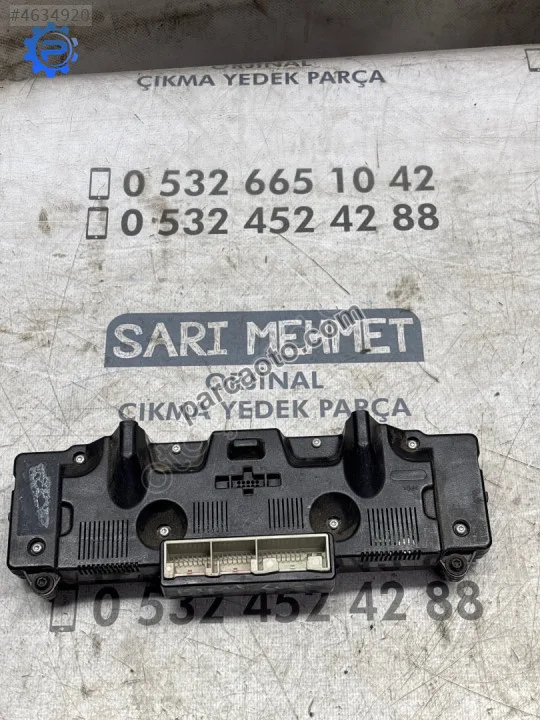 #4634920
ORJİNAL
ÇIKMA YEDEK PARÇA
0 532 665 10 42
0 532 452 42 88
SARI MEHMET
ORJİNAL
ÇIKMA YEDEK PARÇA
parcaoto.com
0 532 452 42 88